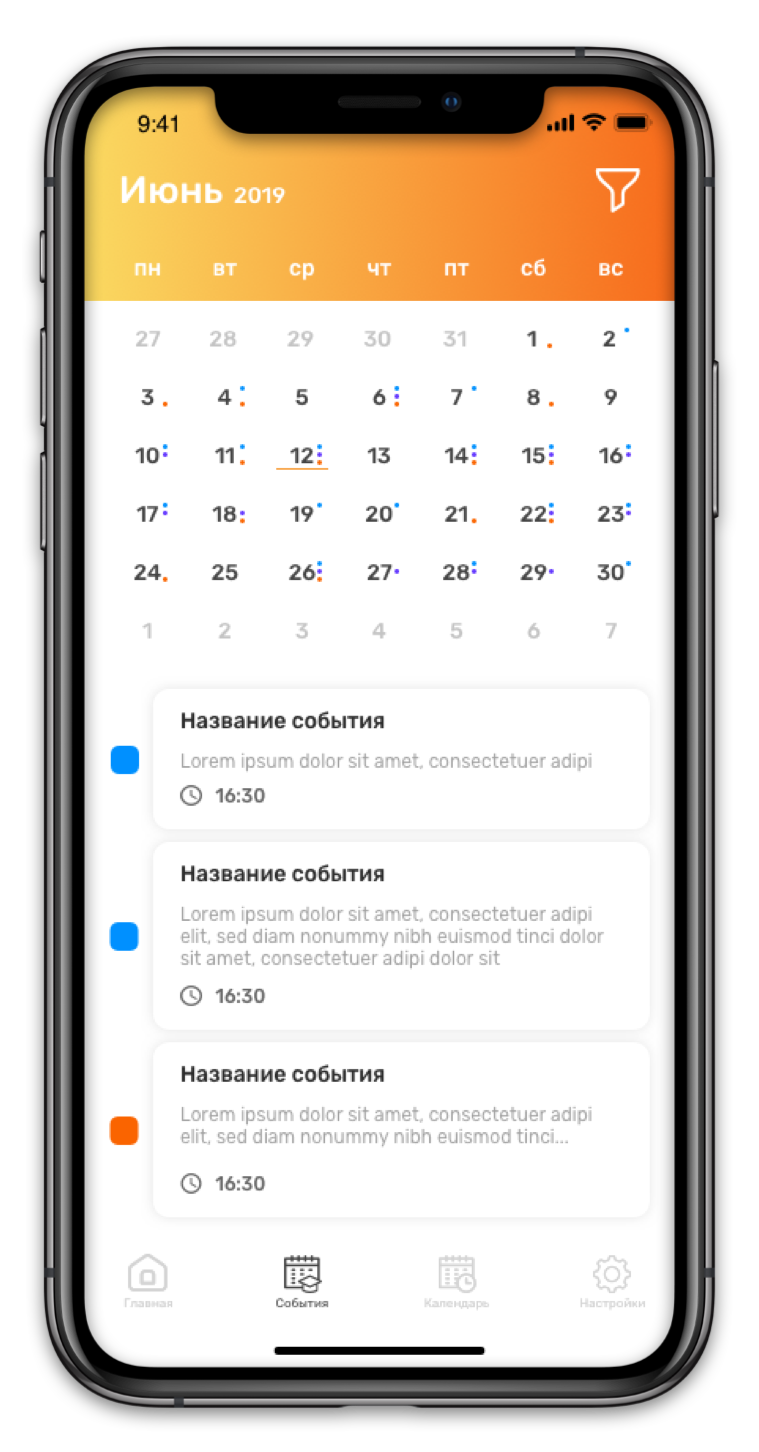 9:41
Июнь 2019
пн вт ср чт пт сб вс
27 28 29 30 31 1 2
3 4 5 6 7 8 9
10 11 12 13 14 15 16
17 18 19 20 21 22 23
24 25 26 27 28 29 30
1 2 3 4 5 6 7
Название события
Lorem ipsum dolor sit amet, consectetuer adipi
16:30
Название события
Lorem ipsum dolor sit amet, consectetuer adipi
elit, sed diam nonummy nibh euismod tinci dolor
sit amet, consectetuer adipi dolor sit
16:30
Название события
Lorem ipsum dolor sit amet, consectetuer adipi
elit, sed diam nonummy nibh euismod tinci...
16:30
Главная События Календарь Настройки